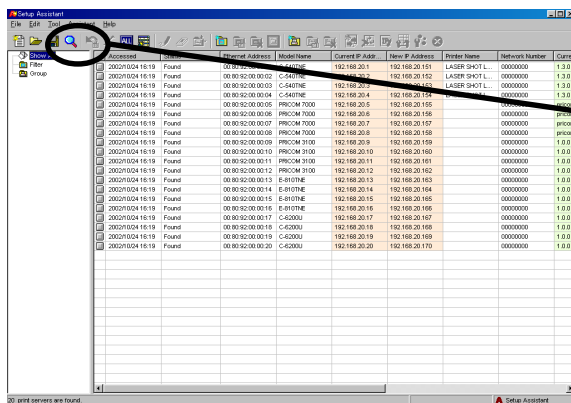 Setup Assistant
File Edit Tool Assistant Help
ALL
Show
Filter
Group
Accessed Status Ethernet Address Model Name Current IP Addr... New IP Address Printer Name Network Number Curre
2002/10/24 16:19 Found C-540TNE 192.168.20.1 192.168.20.151 LASER SHOT L... 00000000 1.3.0
2002/10/24 16:19 Found 00:80:92:00:00:02 C-540TNE 192.168.20.2 192.168.20.152 LASER SHOT L... 00000000 1.3.0
2002/10/24 16:19 Found 00:80:92:00:00:03 C-540TNE 192.168.20.3 192.168.20.153 LASER SHOT L... 00000000 1.3.0
2002/10/24 16:19 Found 00:80:92:00:00:04 C-540TNE 192.168.20.4 192.168.20.154 00000000 1.3.0
2002/10/24 16:19 Found 00:80:92:00:00:05 PRICOM 7000 192.168.20.5 192.168.20.155 00000000 pricom
2002/10/24 16:19 Found 00:80:92:00:00:06 PRICOM 7000 192.168.20.6 192.168.20.156 00000000 pricom
2002/10/24 16:19 Found 00:80:92:00:00:07 PRICOM 7000 192.168.20.7 192.168.20.157 00000000 pricom
2002/10/24 16:19 Found 00:80:92:00:00:08 PRICOM 7000 192.168.20.8 192.168.20.158 00000000 pricom
2002/10/24 16:19 Found 00:80:92:00:00:09 PRICOM 3100 192.168.20.9 192.168.20.159 00000000 1.0.0
2002/10/24 16:19 Found 00:80:92:00:00:10 PRICOM 3100 192.168.20.10 192.168.20.160 00000000 1.0.0
2002/10/24 16:19 Found 00:80:92:00:00:11 PRICOM 3100 192.168.20.11 192.168.20.161 00000000 1.0.0
2002/10/24 16:19 Found 00:80:92:00:00:12 PRICOM 3100 192.168.20.12 192.168.20.162 00000000 1.0.0
2002/10/24 16:19 Found 00:80:92:00:00:13 E-810TNE 192.168.20.13 192.168.20.163 00000000 1.0.0
2002/10/24 16:19 Found 00:80:92:00:00:14 E-810TNE 192.168.20.14 192.168.20.164 00000000 1.0.0
2002/10/24 16:19 Found 00:80:92:00:00:15 E-810TNE 192.168.20.15 192.168.20.165 00000000 1.0.0
2002/10/24 16:19 Found 00:80:92:00:00:16 E-810TNE 192.168.20.16 192.168.20.166 00000000 1.0.0
2002/10/24 16:19 Found 00:80:92:00:00:17 C-6200U 192.168.20.17 192.168.20.167 00000000 1.0.0
2002/10/24 16:19 Found 00:80:92:00:00:18 C-6200U 192.168.20.18 192.168.20.168 00000000 1.0.0
2002/10/24 16:19 Found 00:80:92:00:00:19 C-6200U 192.168.20.19 192.168.20.169 00000000 1.0.0
2002/10/24 16:19 Found 00:80:92:00:00:20 C-6200U 192.168.20.20 192.168.20.170 00000000 1.0.0
20 print servers are found. Setup Assistant